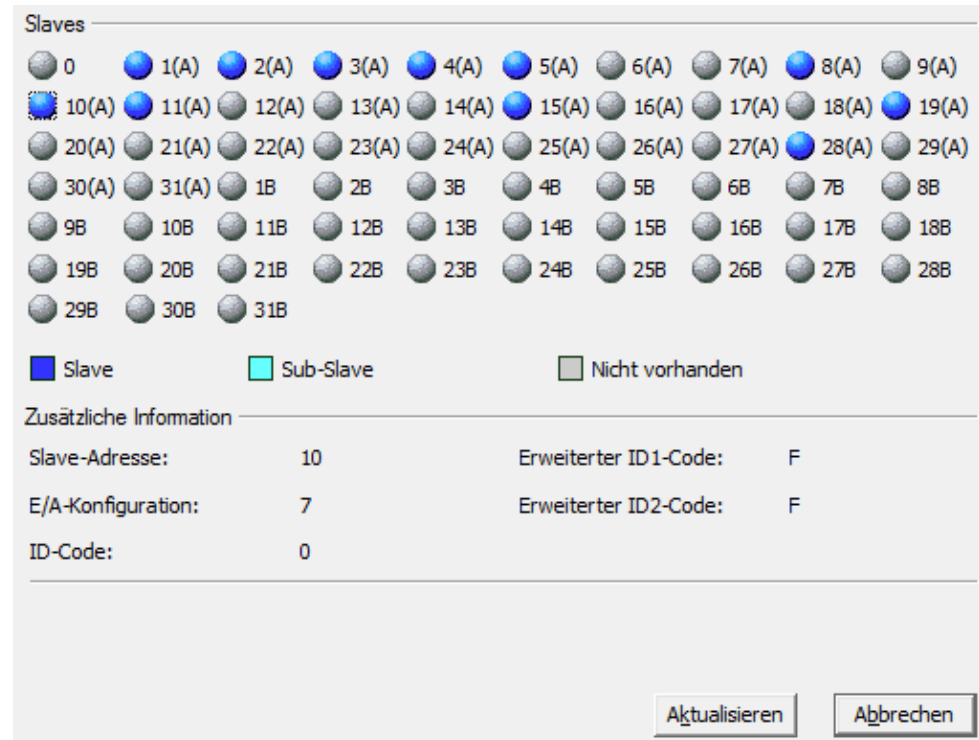 Slaves
0 1(A) 2(A) 3(A) 4(A) 5(A) 6(A) 7(A) 8(A) 9(A)
10(A) 11(A) 12(A) 13(A) 14(A) 15(A) 16(A) 17(A) 18(A) 19(A)
20(A) 21(A) 22(A) 23(A) 24(A) 25(A) 26(A) 27(A) 28(A) 29(A)
30(A) 31(A) 1B 2B 3B 4B 5B 6B 7B 8B
9B 10B 11B 12B 13B 14B 15B 16B 17B 18B
19B 20B 21B 22B 23B 24B 25B 26B 27B 28B
29B 30B 31B
Slave Sub-Slave Nicht vorhanden
Zusätzliche Information
Slave-Adresse: 10 Erweiterter ID1-Code: F
E/A-Konfiguration: 7 Erweiterter ID2-Code: F
ID-Code: 0
Aktualisieren Abbrechen